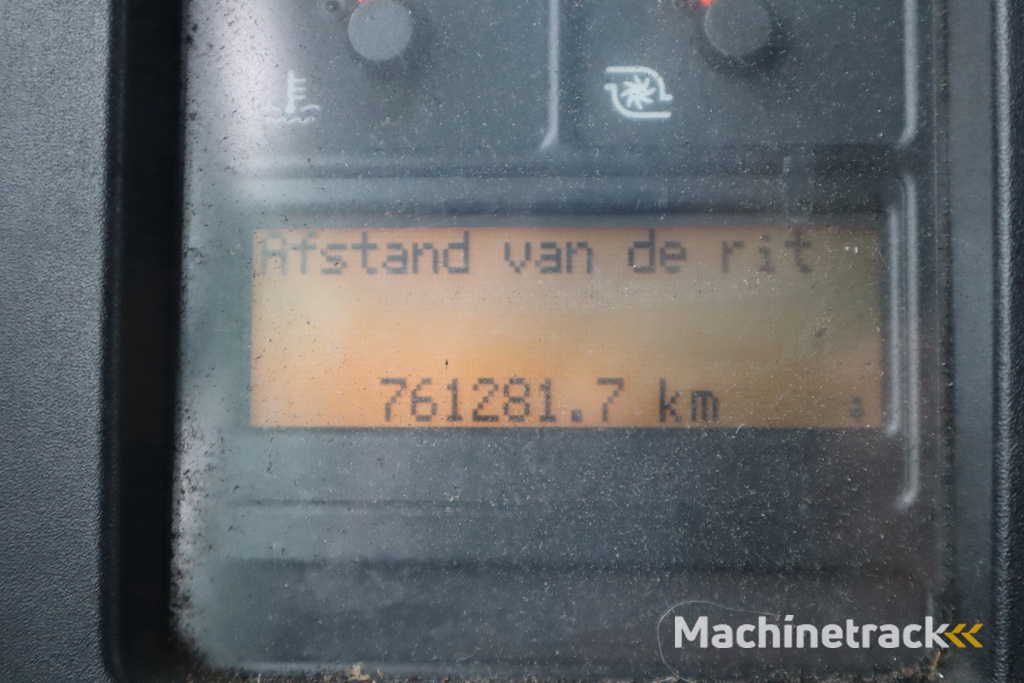 Afstand van de rit
761281.7 km
Machinetrack